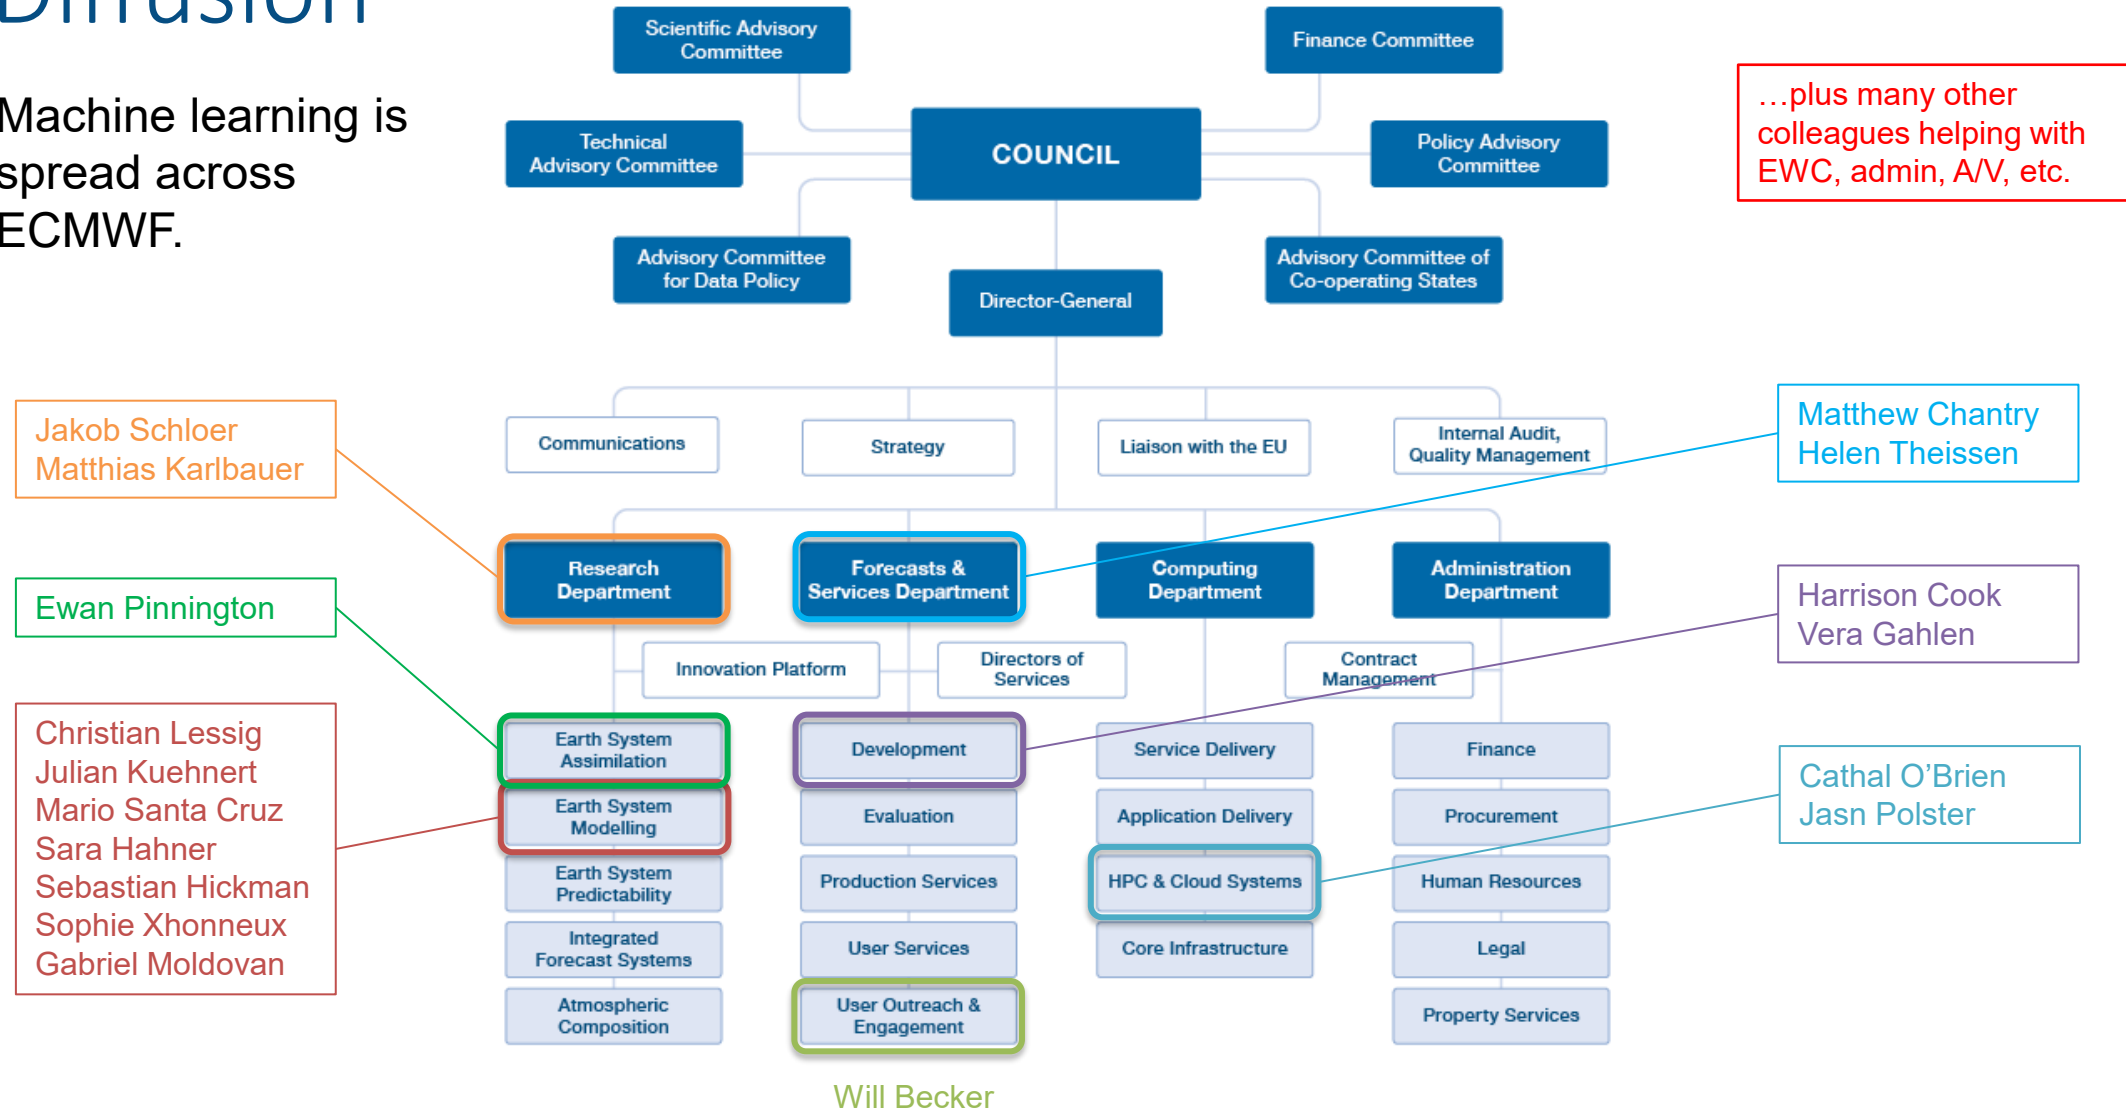 Diffusion
Machine learning is
spread across
ECMWF.
Scientific Advisory
Committee
Finance Committee
Technical
Advisory Committee
COUNCIL
Policy Advisory
Committee
Advisory Committee
for Data Policy
Advisory Committee of
Co-operating States
Director-General
…plus many other
colleagues helping with
EWC, admin, A/V, etc.
Communications
Strategy
Liaison with the EU
Internal Audit,
Quality Management
Jakob Schloer
Matthias Karlbauer
Matthew Chantry
Helen Theissen
Research
Department
Forecasts &
Services Department
Computing
Department
Administration
Department
Ewan Pinnington
Harrison Cook
Vera Gahlen
Innovation Platform
Directors of
Services
Contract
Management
Christian Lessig
Julian Kuehnert
Mario Santa Cruz
Sara Hahner
Sebastian Hickman
Sophie Xhonneux
Gabriel Moldovan
Earth System
Assimilation
Earth System
Modelling
Earth System
Predictability
Integrated
Forecast Systems
Atmospheric
Composition
Development
Evaluation
Production Services
User Services
User Outreach &
Engagement
Service Delivery
Application Delivery
HPC & Cloud Systems
Core Infrastructure
Finance
Procurement
Human Resources
Legal
Property Services
Cathal O’Brien
Jasn Polster
Will Becker